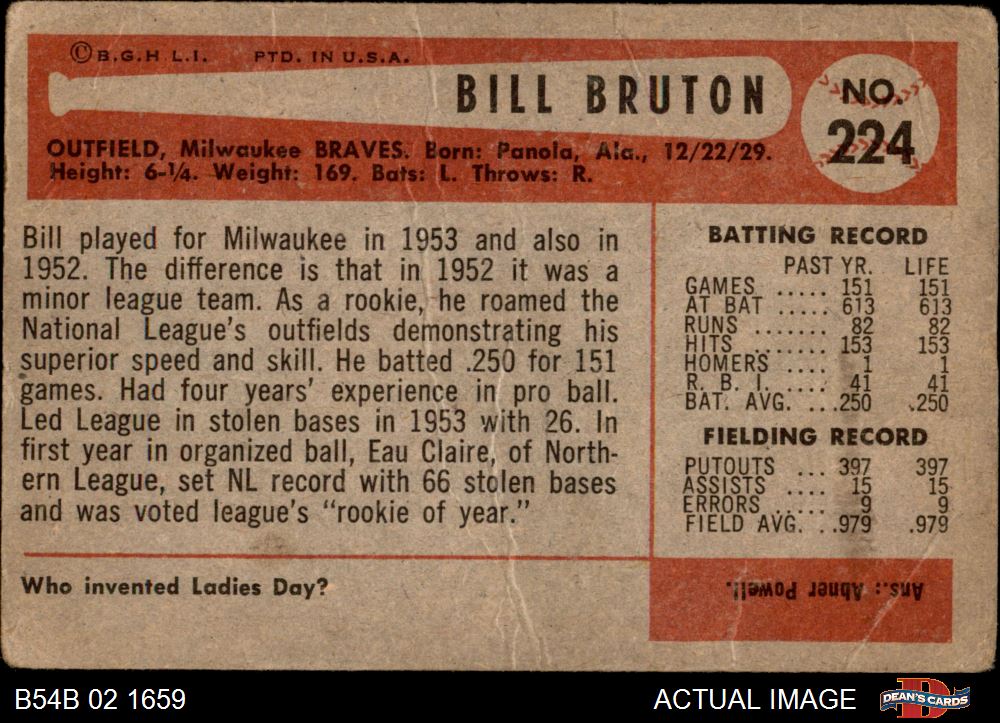 ©B.G.H L.I. PTD. IN U.S.A.
BILL BRUTON
NO.
224
OUTFIELD, Milwaukee BRAVES. Born: Panola, Ala., 12/22/29.
Height: 6-¼. Weight: 169. Bats: L. Throws: R.
Bill played for Milwaukee in 1953 and also in
1952. The difference is that in 1952 it was a
minor league team. As a rookie, he roamed the
National League's outfields demonstrating his
superior speed and skill. He batted .250 for 151
games. Had four years' experience in pro ball.
Led League in stolen bases in 1953 with 26. In
first year in organized ball, Eau Claire, of North-
ern League, set NL record with 66 stolen bases
and was voted league's "rookie of year."
BATTING RECORD
PAST YR. LIFE
GAMES ..... 151 151
AT BAT ..... 613 613
RUNS ....... 82 82
HITS ....... 153 153
HOMERS .... 1 1
R. B. I. .... 41 41
BAT. AVG. ...250 .250
FIELDING RECORD
PUTOUTS ... 397 397
ASSISTS .... 15 15
ERRORS ..... 9 9
FIELD AVG. ..979 .979
Who invented Ladies Day?
Ans.: Abner Powell.
B54B 02 1659
ACTUAL IMAGE
DEAN'S CARDS